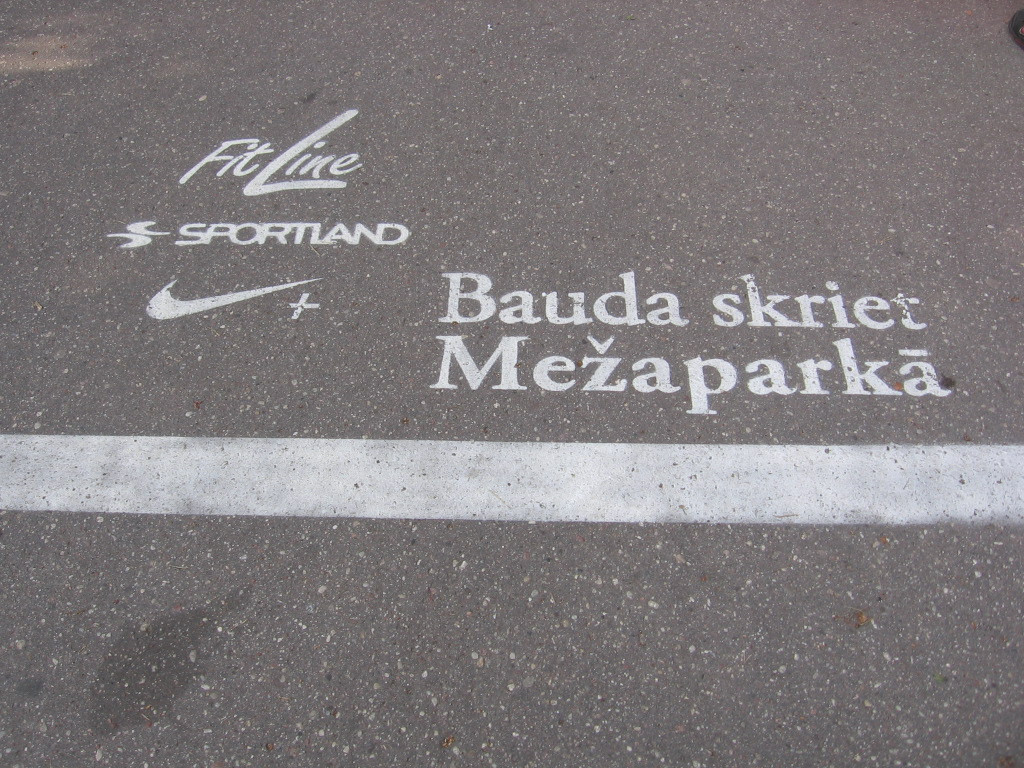 FitLine
SPORTLAND
+
Bauda skriet
Mežaparkā